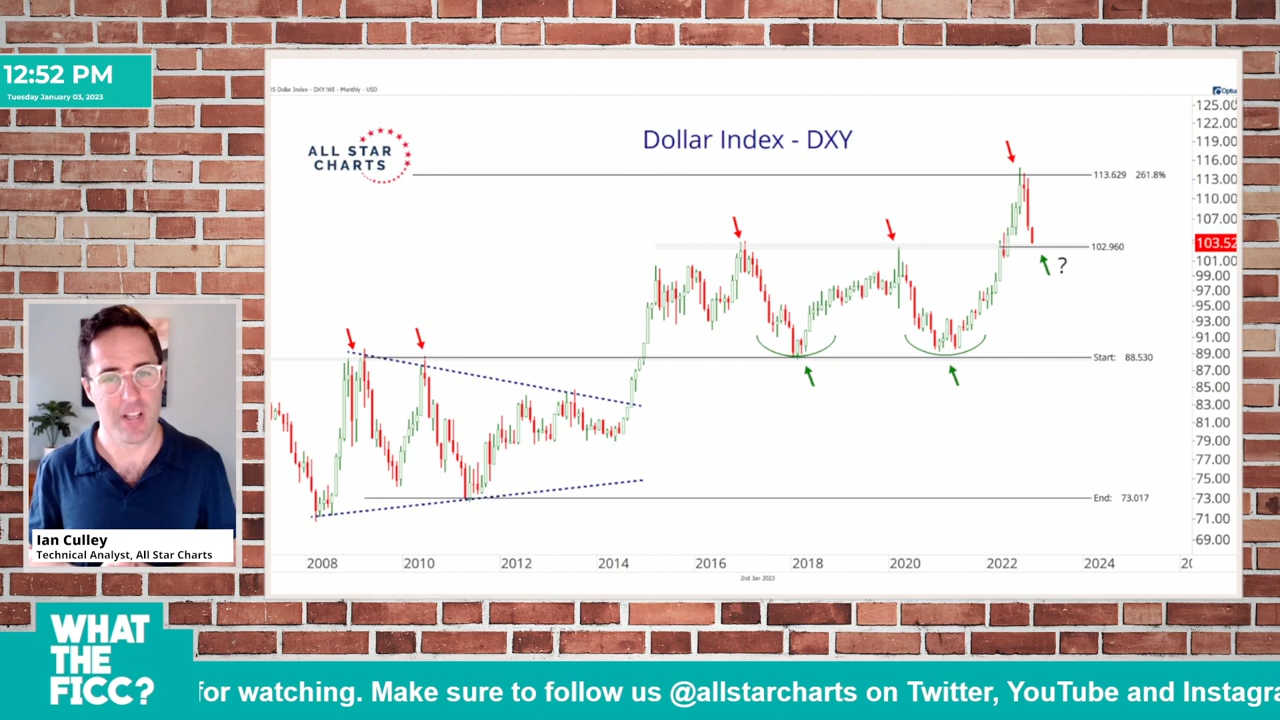 12:52 PM
Tuesday January 03, 2023
US Dollar Index - DXY:WI - Monthly - USD
ALL STAR
CHARTS
Dollar Index - DXY
113.629 261.8%
102.960
?
Start: 88.530
End: 73.017
125.00
122.00
119.00
116.00
113.00
110.00
107.00
103.52
101.00
99.00
97.00
95.00
93.00
91.00
89.00
87.00
85.00
83.00
81.00
79.00
77.00
75.00
73.00
71.00
69.00
2008 2010 2012 2014 2016 2018 2020 2022 2024
2nd Jan 2023
Ian Culley
Technical Analyst, All Star Charts
WHAT
THE
FICC?
for watching. Make sure to follow us @allstarcharts on Twitter, YouTube and Instagra